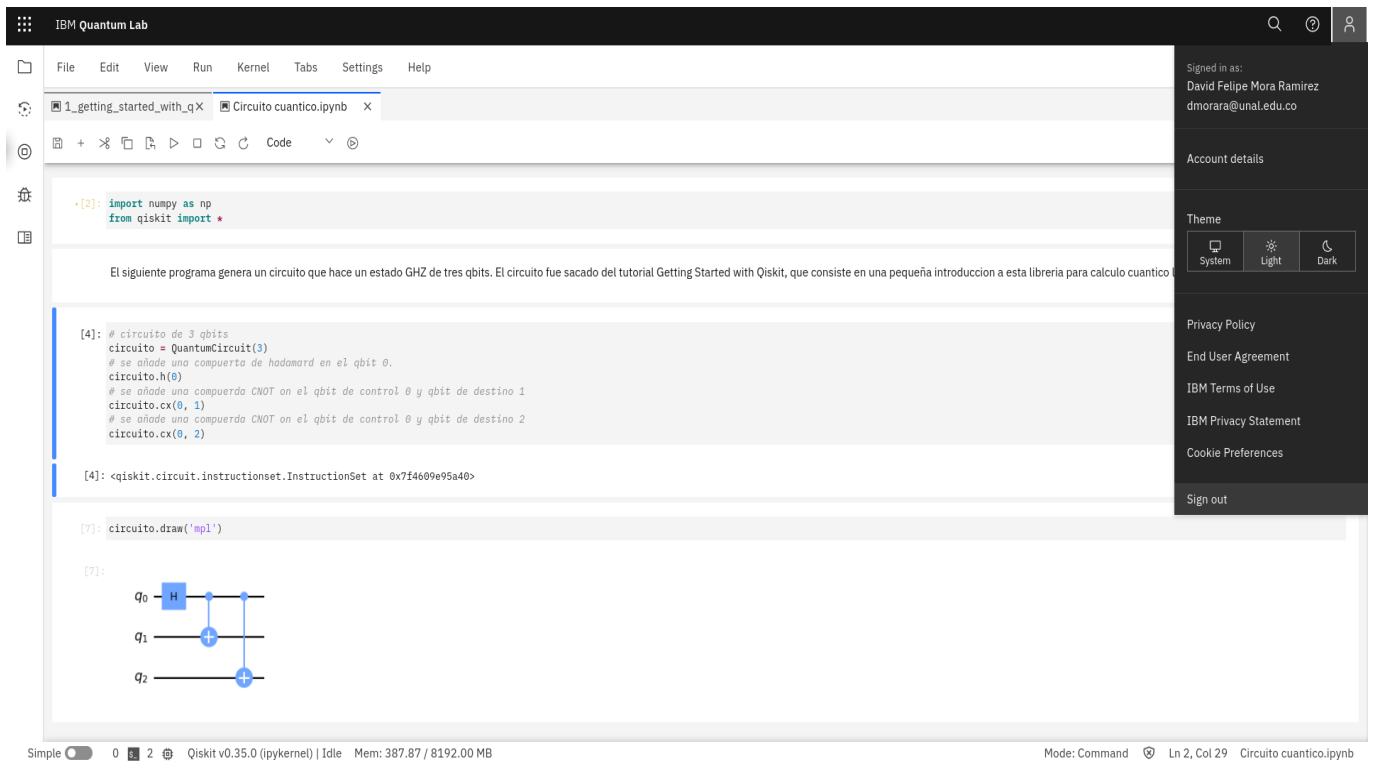 IBM Quantum Lab
File Edit View Run Kernel Tabs Settings Help
1_getting_started_with_q Circuito cuantico.ipynb
Code
Signed in as:
David Felipe Mora Ramirez
dmorara@unal.edu.co
Account details
Theme
System Light Dark
Privacy Policy
End User Agreement
IBM Terms of Use
IBM Privacy Statement
Cookie Preferences
Sign out
[2]: import numpy as np
from qiskit import *
El siguiente programa genera un circuito que hace un estado GHZ de tres qbits. El circuito fue sacado del tutorial Getting Started with Qiskit, que consiste en una pequeña introduccion a esta libreria para calculo cuantico
[4]: # circuito de 3 qbits
circuito = QuantumCircuit(3)
# se añade una compuerta de hadamard en el qbit 0.
circuito.h(0)
# se añade una compuerda CNOT on el qbit de control 0 y qbit de destino 1
circuito.cx(0, 1)
# se añade una compuerda CNOT on el qbit de control 0 y qbit de destino 2
circuito.cx(0, 2)
[4]: <qiskit.circuit.instructionset.InstructionSet at 0x7f4609e95a40>
[7]: circuito.draw('mpl')
[7]:
q0 H
q1
q2
Simple 0 2 Qiskit v0.35.0 (ipykernel) | Idle Mem: 387.87 / 8192.00 MB Mode: Command Ln 2, Col 29 Circuito cuantico.ipynb